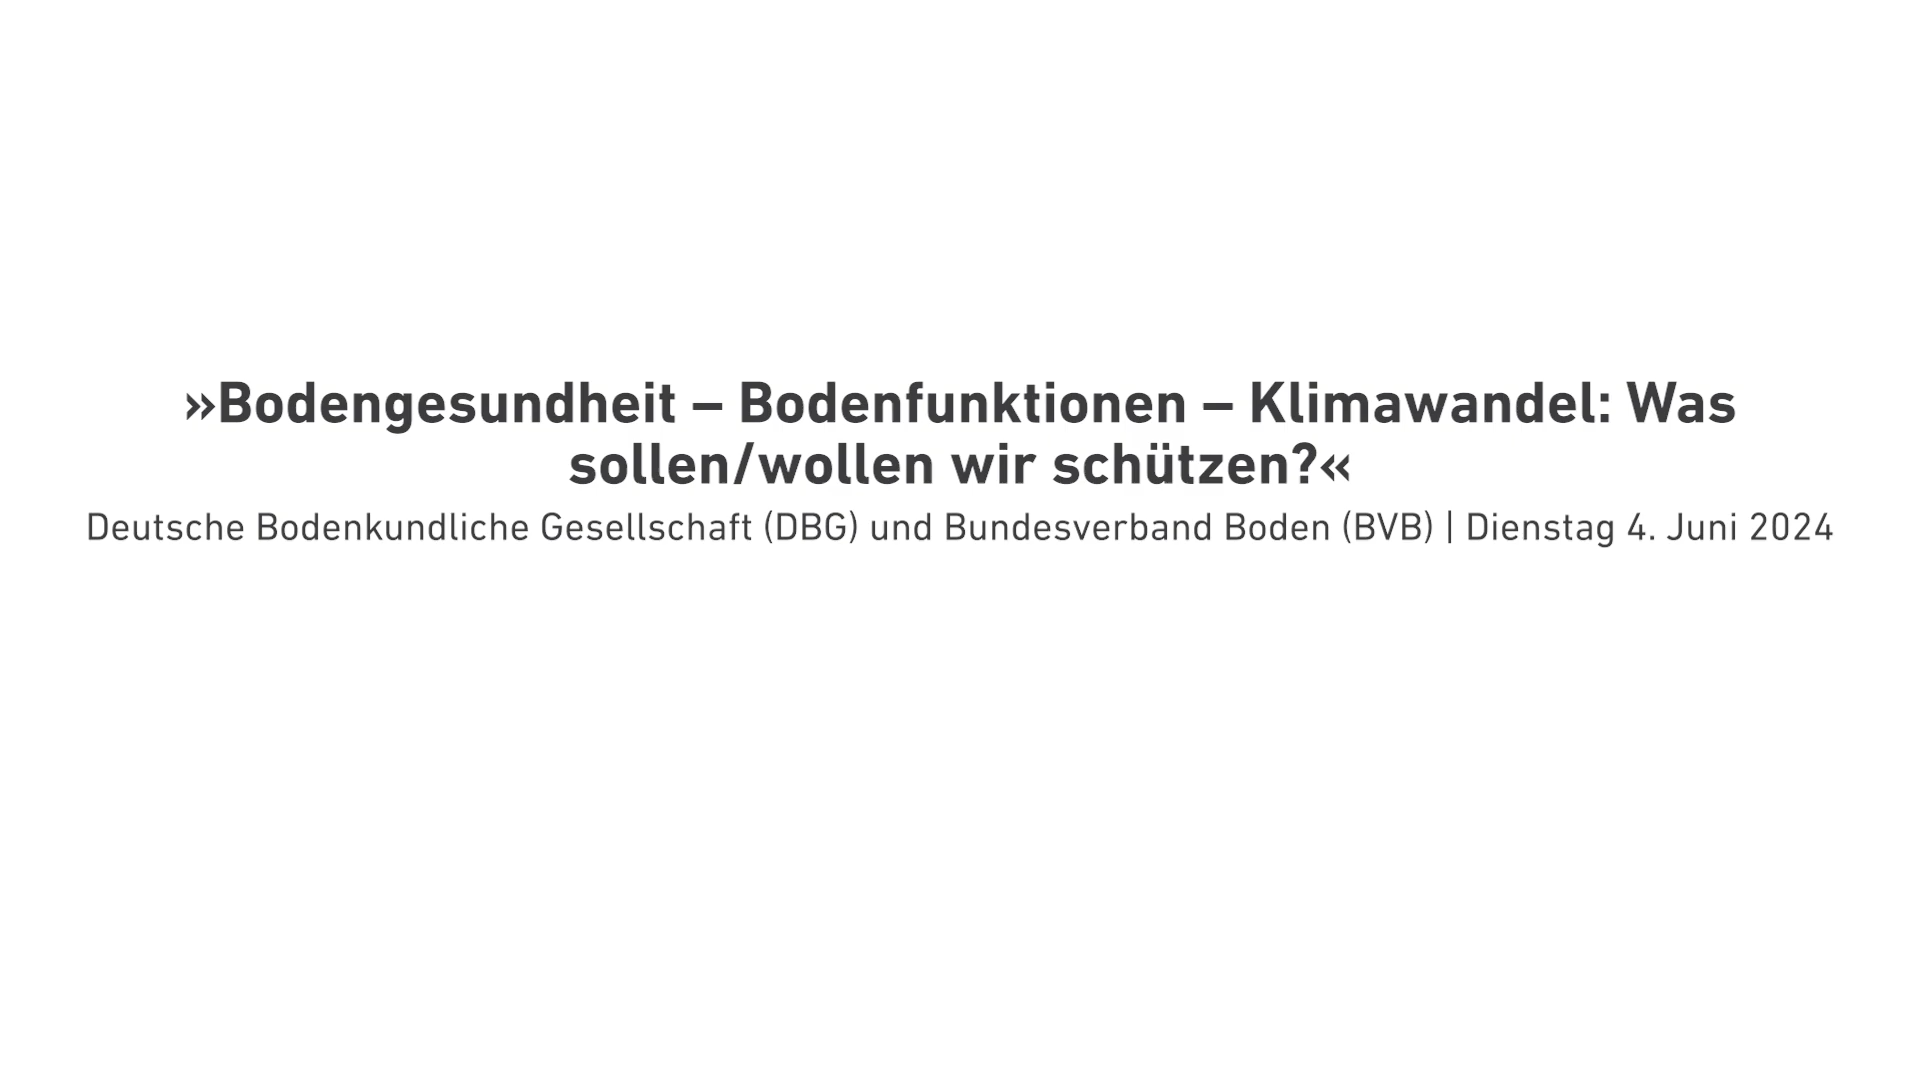 »Bodengesundheit – Bodenfunktionen – Klimawandel: Was
sollen/wollen wir schützen?«
Deutsche Bodenkundliche Gesellschaft (DBG) und Bundesverband Boden (BVB) | Dienstag 4. Juni 2024